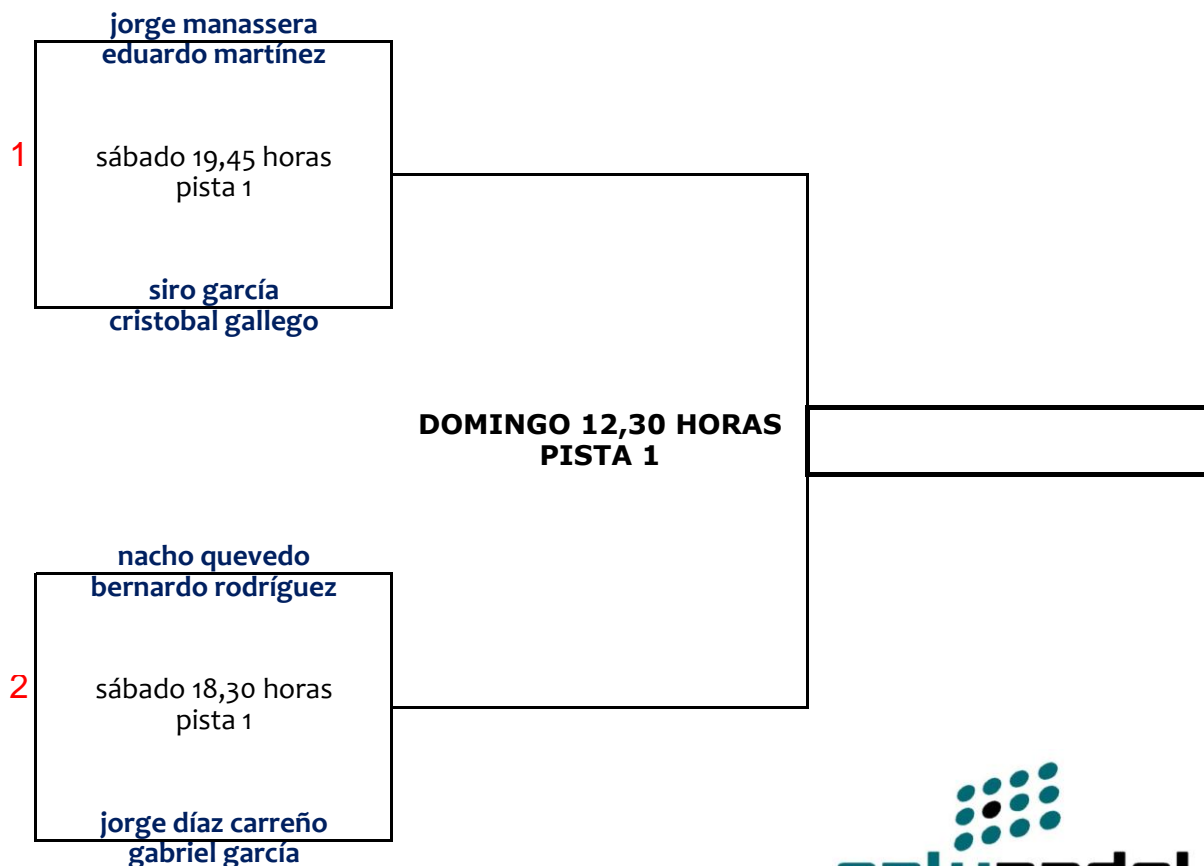 jorge manassera
eduardo martínez
1
sábado 19,45 horas
pista 1
siro garcía
cristobal gallego
DOMINGO 12,30 HORAS
PISTA 1
nacho quevedo
bernardo rodríguez
2
sábado 18,30 horas
pista 1
jorge díaz carreño
gabriel garcía